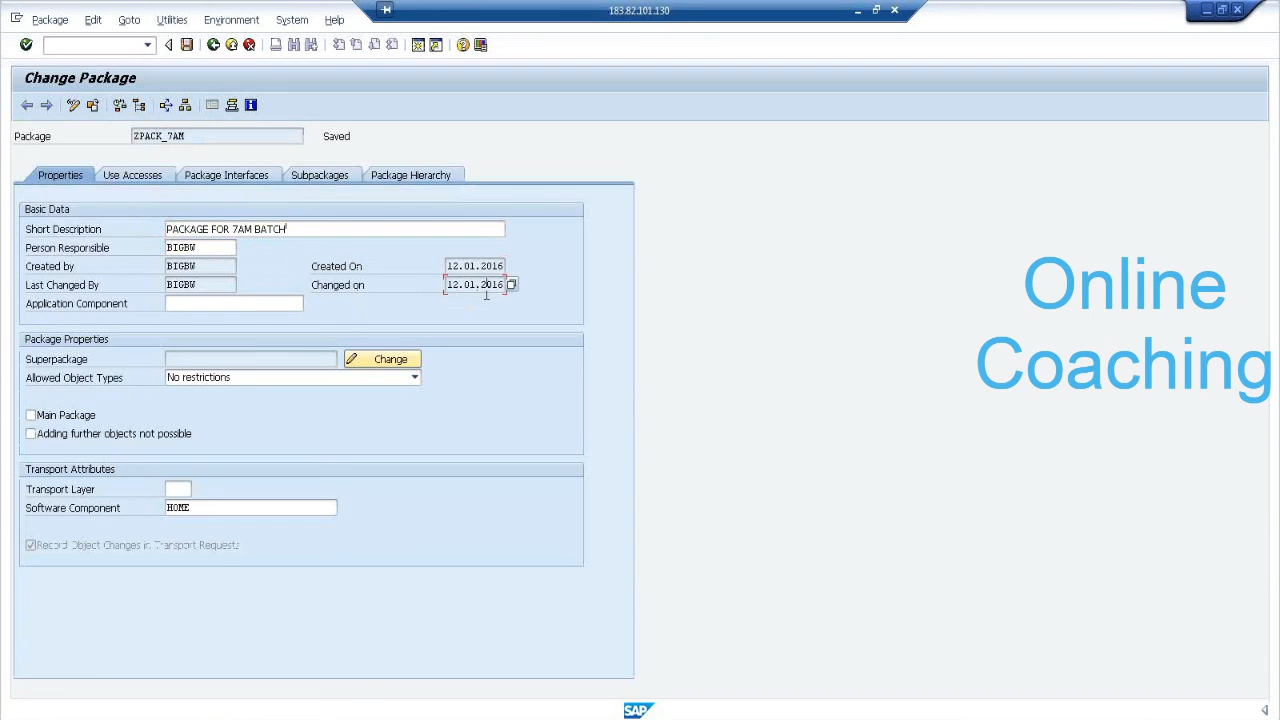 183.82.101.130
Package Edit Goto Utilities Environment System Help
Change Package
Package ZPACK_7AM Saved
Properties Use Accesses Package Interfaces Subpackages Package Hierarchy
Basic Data
Short Description PACKAGE FOR 7AM BATCH
Person Responsible BIGBW
Created by BIGBW Created On 12.01.2016
Last Changed By BIGBW Changed on 12.01.2016
Application Component
Package Properties
Superpackage Change
Allowed Object Types No restrictions
Main Package
Adding further objects not possible
Transport Attributes
Transport Layer
Software Component HOME
Record Object Changes in Transport Requests
Online
Coaching
SAP